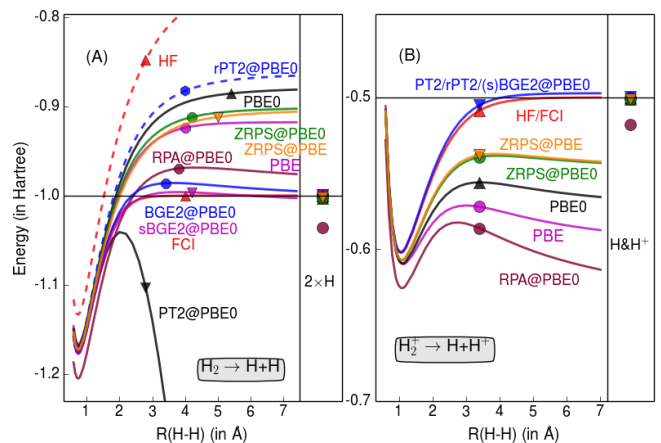 Energy (in Hartree)
-0.8
-0.9
-1.0
-1.1
-1.2
(A)
HF
rPT2@PBE0
PBE0
ZRPS@PBE0
ZRPS@PBE
PBE
RPA@PBE0
BGE2@PBE0
sBGE2@PBE0
FCI
PT2@PBE0
H₂ → H+H
2×H
1 2 3 4 5 6 7
R(H-H) (in Å)
-0.5
-0.6
-0.7
(B)
PT2/rPT2/(s)BGE2@PBE0
HF/FCI
ZRPS@PBE
ZRPS@PBE0
PBE0
PBE
RPA@PBE0
H₂⁺ → H+H⁺
H&H⁺
1 2 3 4 5 6 7
R(H-H) (in Å)